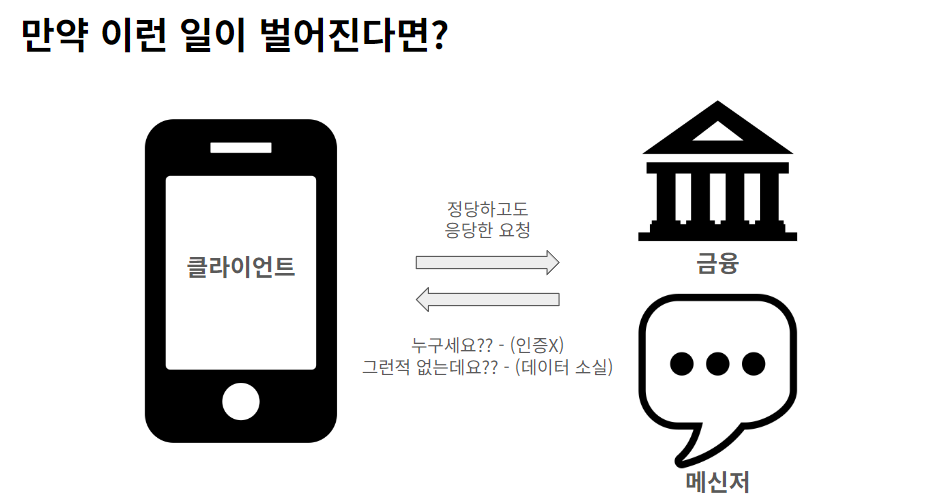 만약 이런 일이 벌어진다면?
클라이언트
정당하고도
응당한 요청
누구세요?? - (인증X)
그런적 없는데요?? - (데이터 소실)
금융
메신저